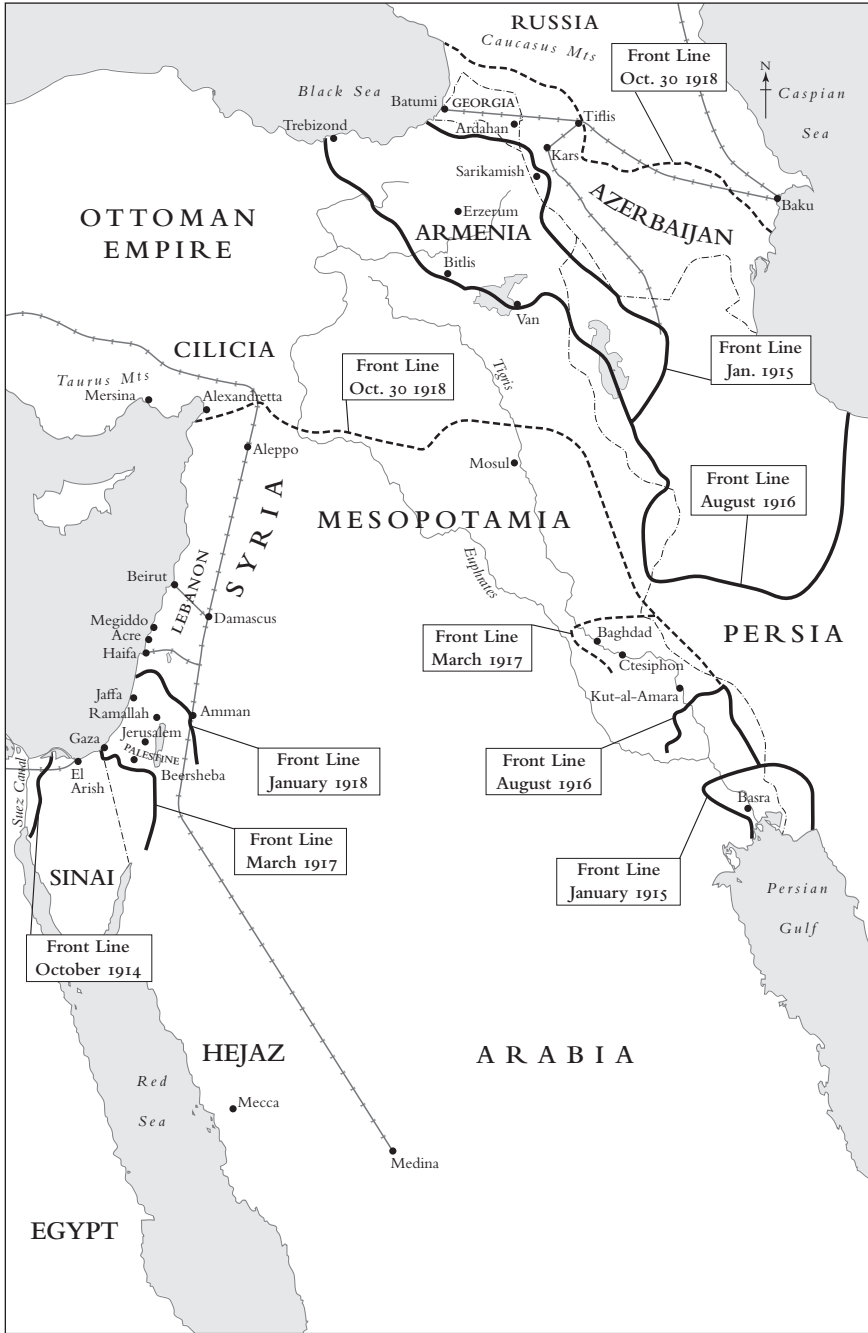 RUSSIA
Caucasus Mts
Front Line
Oct. 30 1918
N
Black Sea
Caspian
Sea
Batumi
GEORGIA
Tiflis
Trebizond
Ardahan
Kars
Sarikamish
AZERBAIJAN
Baku
OTTOMAN
EMPIRE
Erzerum
ARMENIA
Bitlis
Van
CILICIA
Front Line
Jan. 1915
Front Line
Oct. 30 1918
Tigris
Taurus Mts
Mersina
Alexandretta
Aleppo
Mosul
Front Line
August 1916
SYRIA
MESOPOTAMIA
Euphrates
Beirut
LEBANON
Damascus
Megiddo
Acre
Haifa
Front Line
March 1917
Baghdad
PERSIA
Ctesiphon
Kut-al-Amara
Jaffa
Ramallah
Amman
Gaza
Jerusalem
PALESTINE
Beersheba
El
Arish
Suez Canal
Front Line
January 1918
Front Line
August 1916
Basra
Front Line
March 1917
SINAI
Front Line
January 1915
Persian
Gulf
Front Line
October 1914
HEJAZ
ARABIA
Red
Sea
Mecca
Medina
EGYPT